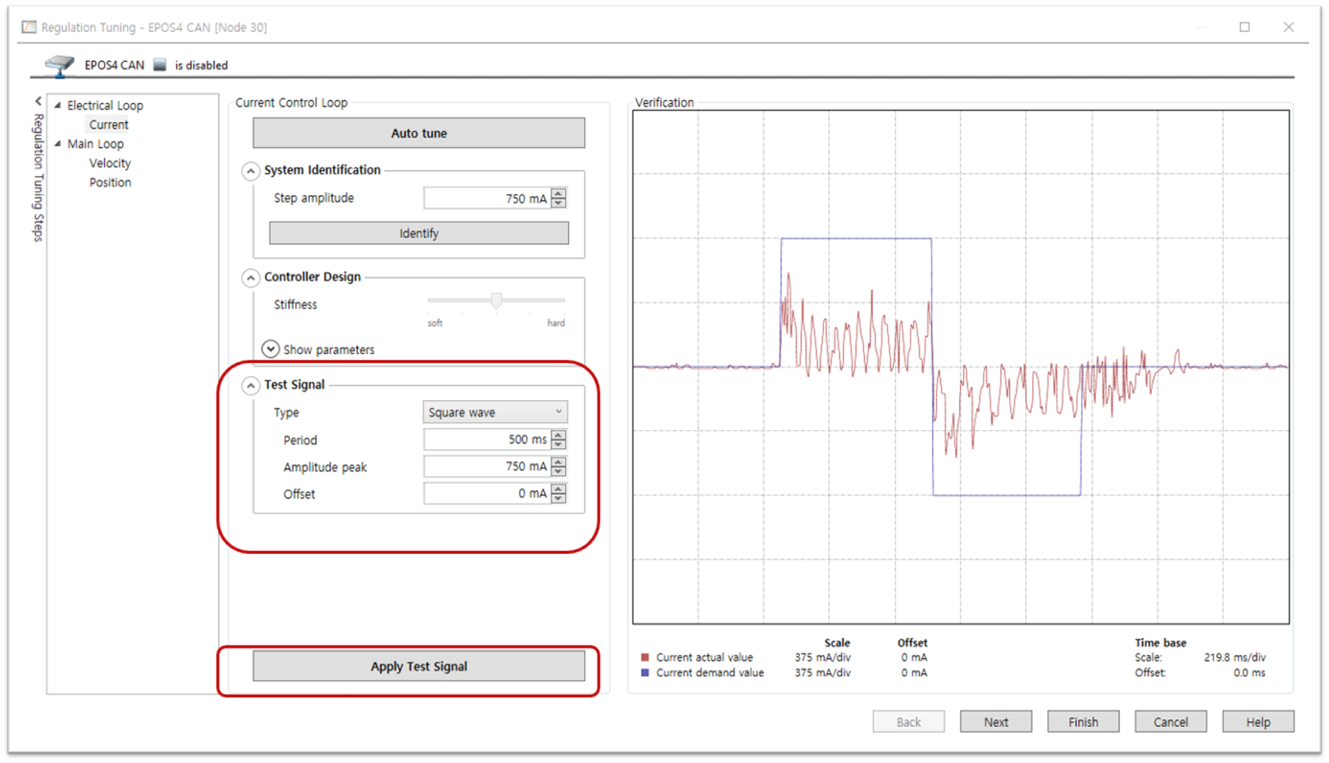 Regulation Tuning - EPOS4 CAN [Node 30]
EPOS4 CAN is disabled
Regulation Tuning Steps
Electrical Loop
Current
Main Loop
Velocity
Position
Current Control Loop
Auto tune
System Identification
Step amplitude 750 mA
Identify
Controller Design
Stiffness
soft hard
Show parameters
Test Signal
Type Square wave
Period 500 ms
Amplitude peak 750 mA
Offset 0 mA
Apply Test Signal
Verification
Scale Offset Time base
Current actual value 375 mA/div 0 mA Scale: 219.8 ms/div
Current demand value 375 mA/div 0 mA Offset: 0.0 ms
Back Next Finish Cancel Help